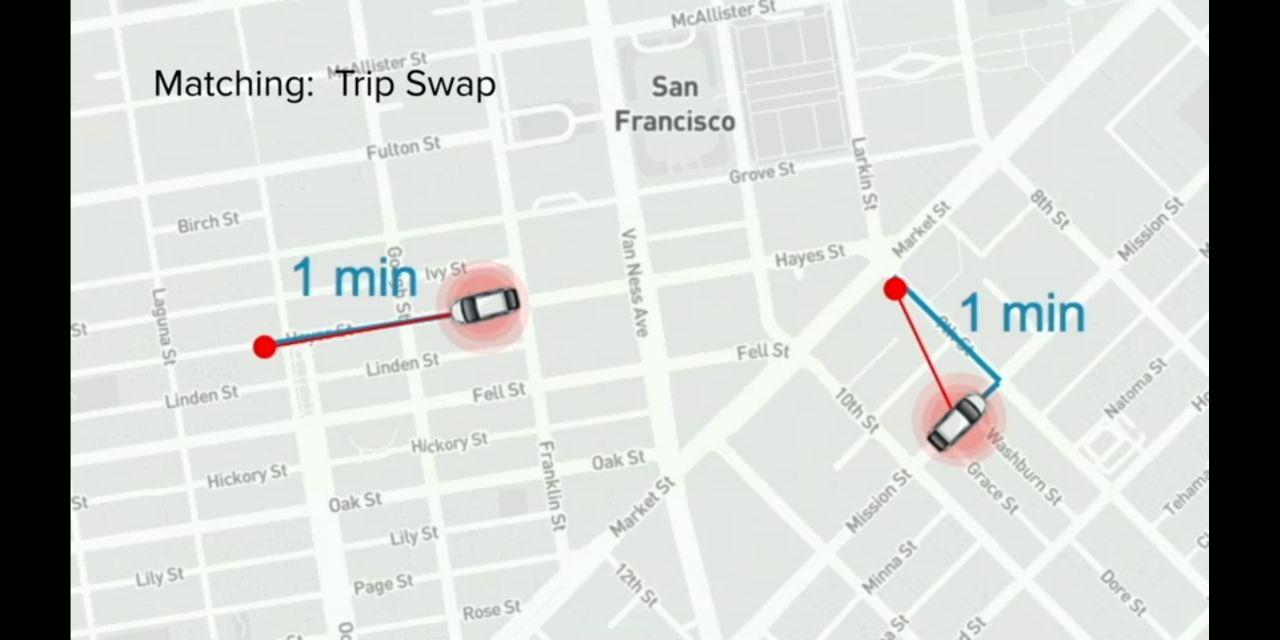 McAllister St
McAllister St
Matching: Trip Swap
San
Francisco
Fulton St
Larkin St
Grove St
8th St
Mission St
Birch St
Market St
Van Ness Ave
Hayes St
1 min
Ivy St
Gough St
Laguna St
St
Hayes St
1 min
9th St
Linden St
Fell St
Linden St
Fell St
10th St
Natoma St
Hickory St
Franklin St
Washburn St
Oak St
Hickory St
Grace St
Mission St
St
Oak St
Market St
Tehama
Lily St
Minna St
Lily St
Page St
12th St
Dore St
Rose St